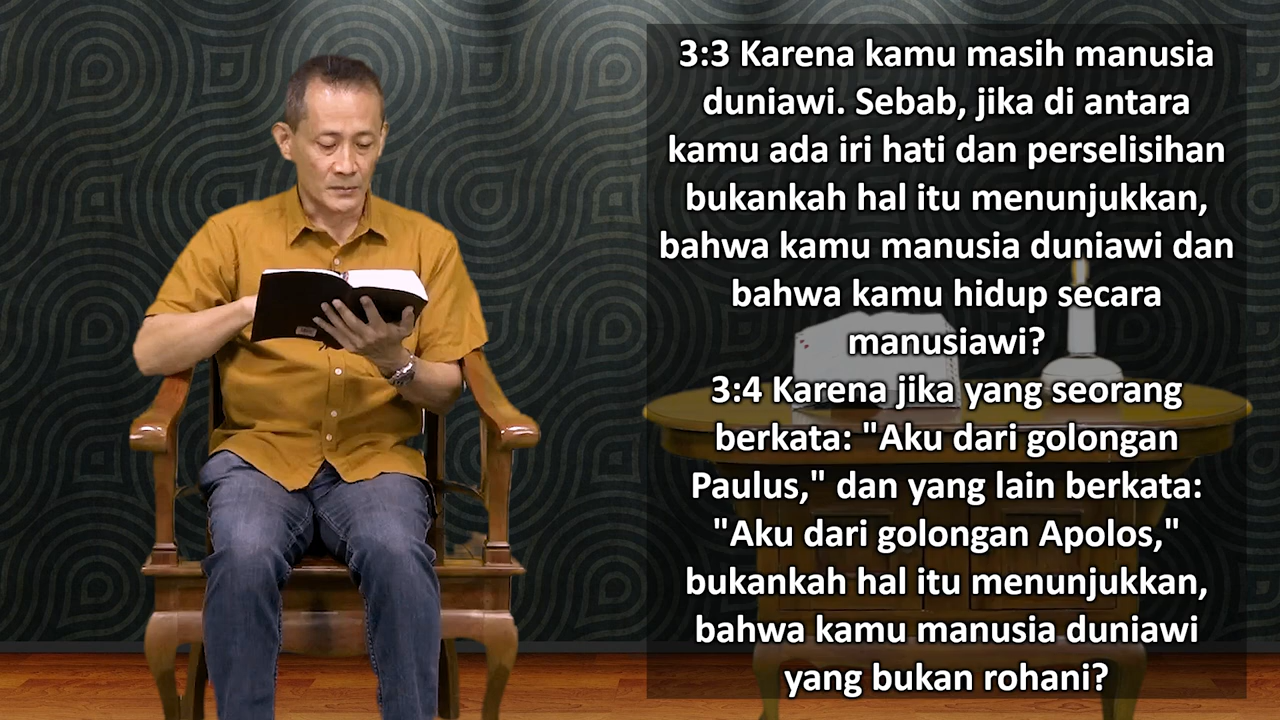 3:3 Karena kamu masih manusia
duniawi. Sebab, jika di antara
kamu ada iri hati dan perselisihan
bukankah hal itu menunjukkan,
bahwa kamu manusia duniawi dan
bahwa kamu hidup secara
manusiawi?
3:4 Karena jika yang seorang
berkata: "Aku dari golongan
Paulus," dan yang lain berkata:
"Aku dari golongan Apolos,"
bukankah hal itu menunjukkan,
bahwa kamu manusia duniawi
yang bukan rohani?